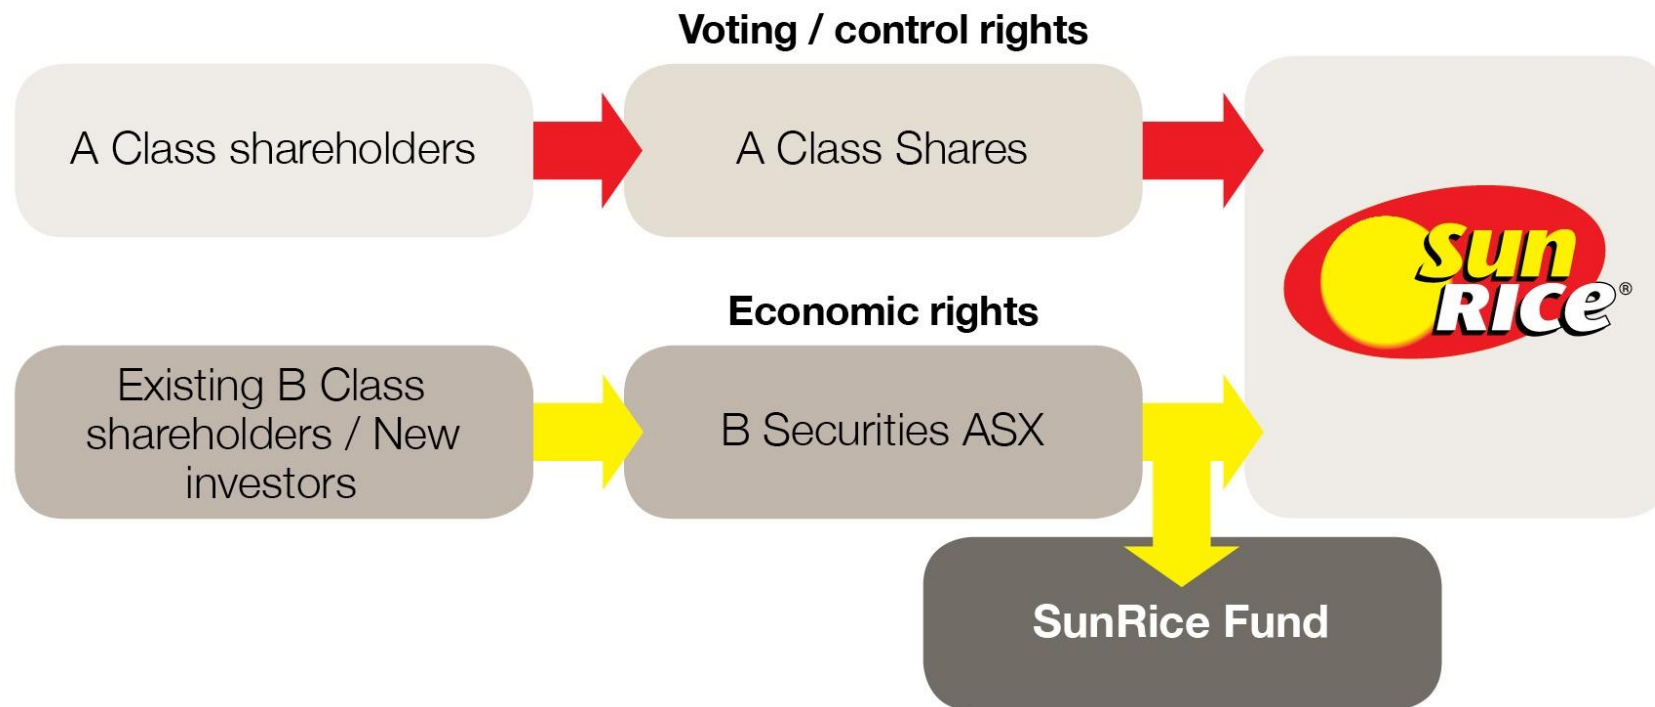 Voting / control rights
A Class shareholders
A Class Shares
Economic rights
Existing B Class
shareholders / New
investors
B Securities ASX
Sun
RICe®
SunRice Fund